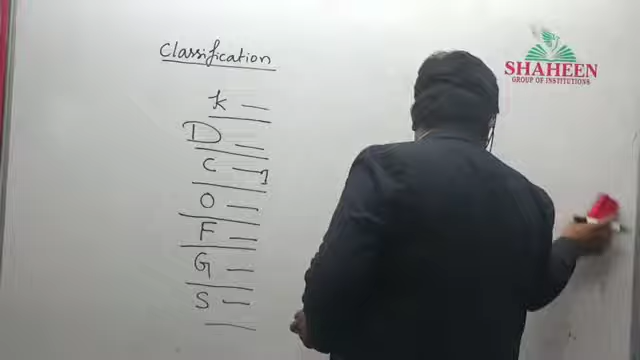 Classification
SHAHEEN
GROUP OF INSTITUTIONS
K —
D —
C —
O —
F —
G —
S —